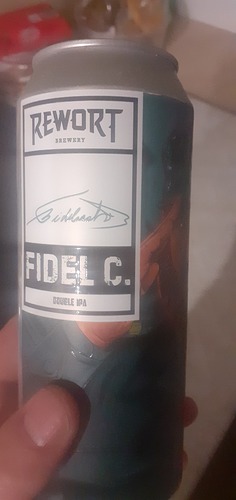 REWORT
BREWERY
FIDEL C.
DOUBLE IPA